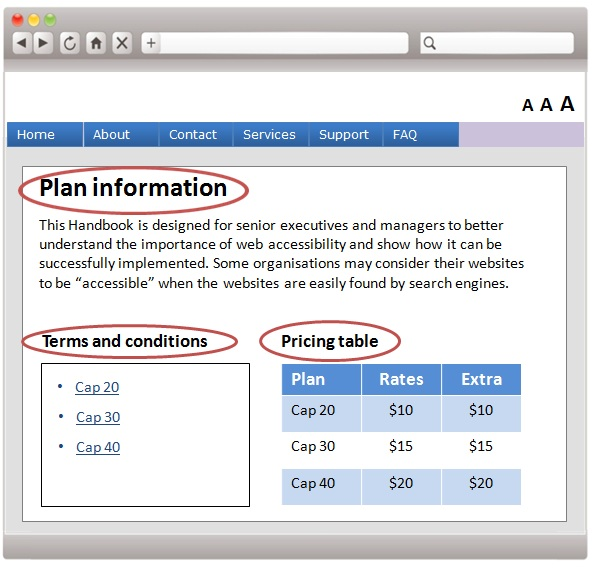 A A A
Home About Contact Services Support FAQ
Plan information
This Handbook is designed for senior executives and managers to better
understand the importance of web accessibility and show how it can be
successfully implemented. Some organisations may consider their websites
to be “accessible” when the websites are easily found by search engines.
Terms and conditions
• Cap 20
• Cap 30
• Cap 40
Pricing table
Plan Rates Extra
Cap 20 $10 $10
Cap 30 $15 $15
Cap 40 $20 $20